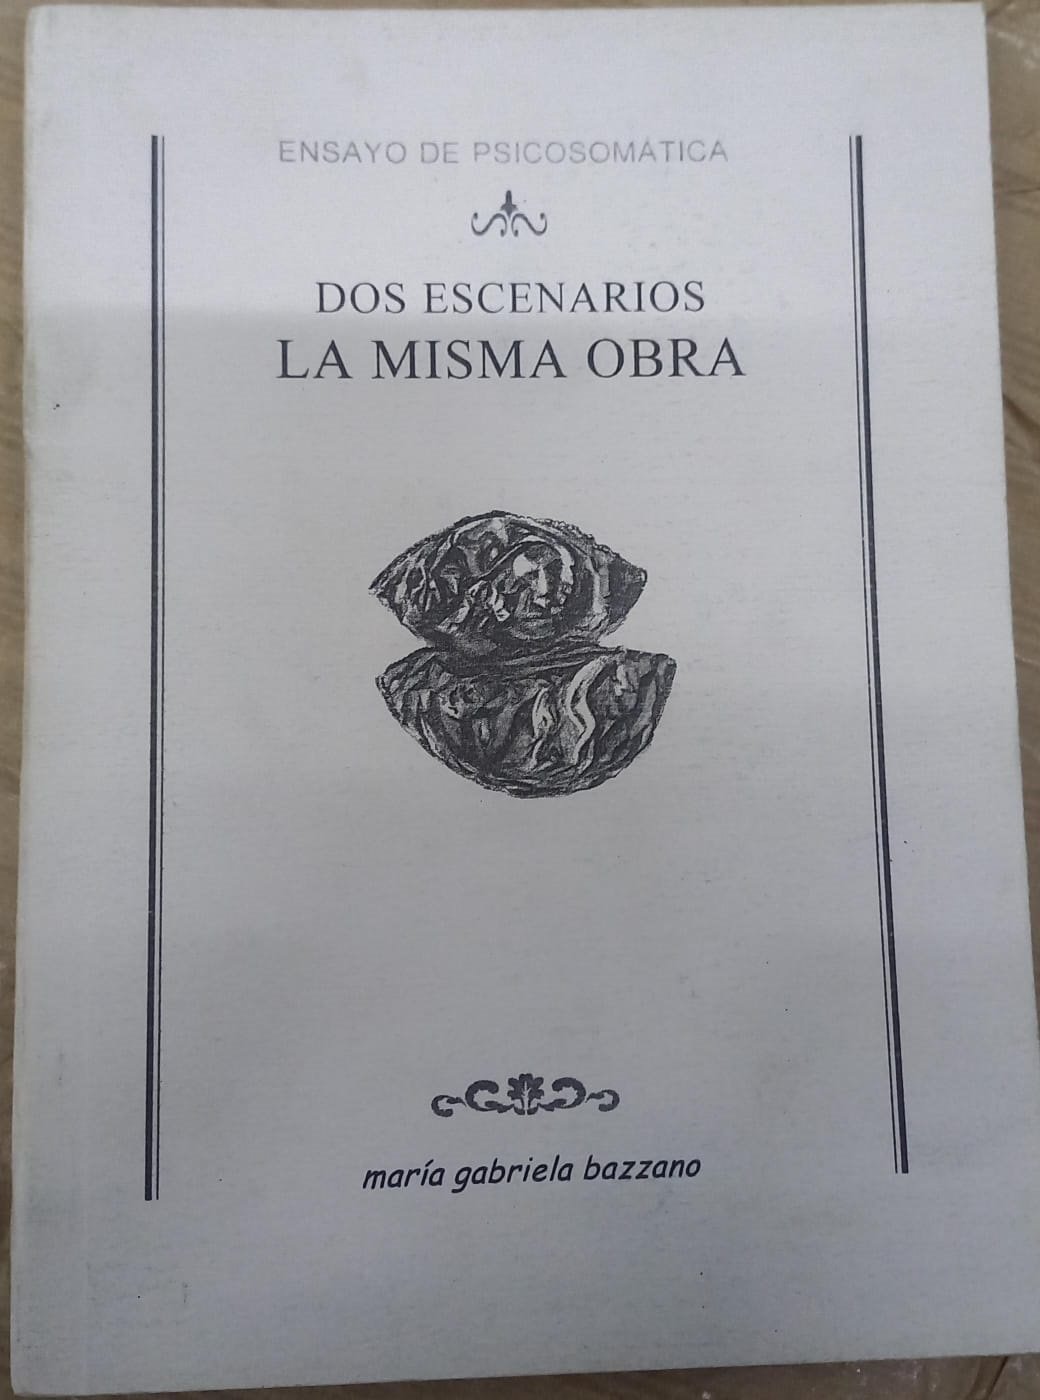 ENSAYO DE PSICOSOMÁTICA
DOS ESCENARIOS
LA MISMA OBRA
maría gabriela bazzano